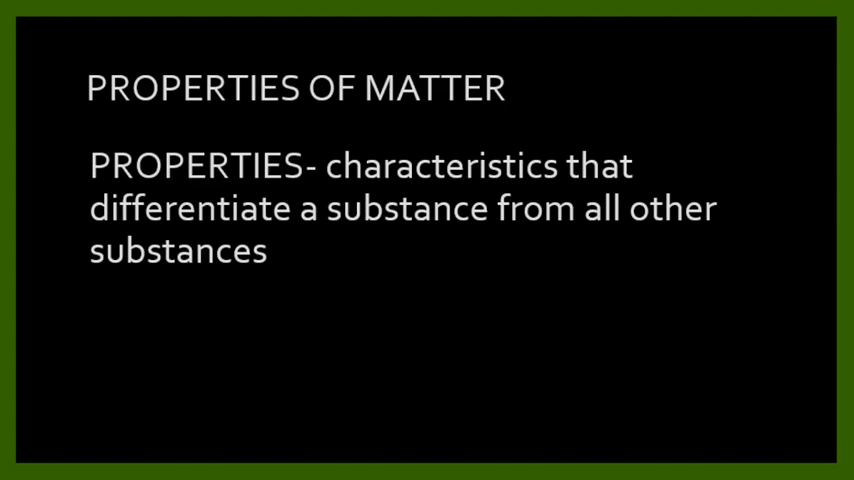 PROPERTIES OF MATTER
PROPERTIES- characteristics that
differentiate a substance from all other
substances